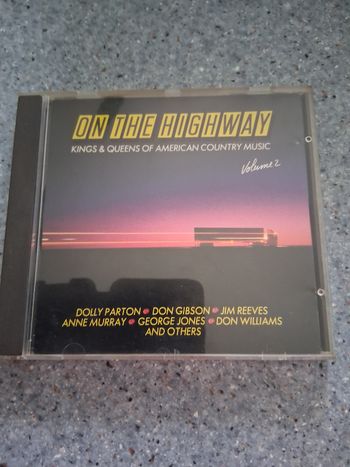 ON THE HIGHWAY
KINGS & QUEENS OF AMERICAN COUNTRY MUSIC
Volume 2
DOLLY PARTON DON GIBSON JIM REEVES
ANNE MURRAY GEORGE JONES DON WILLIAMS
AND OTHERS